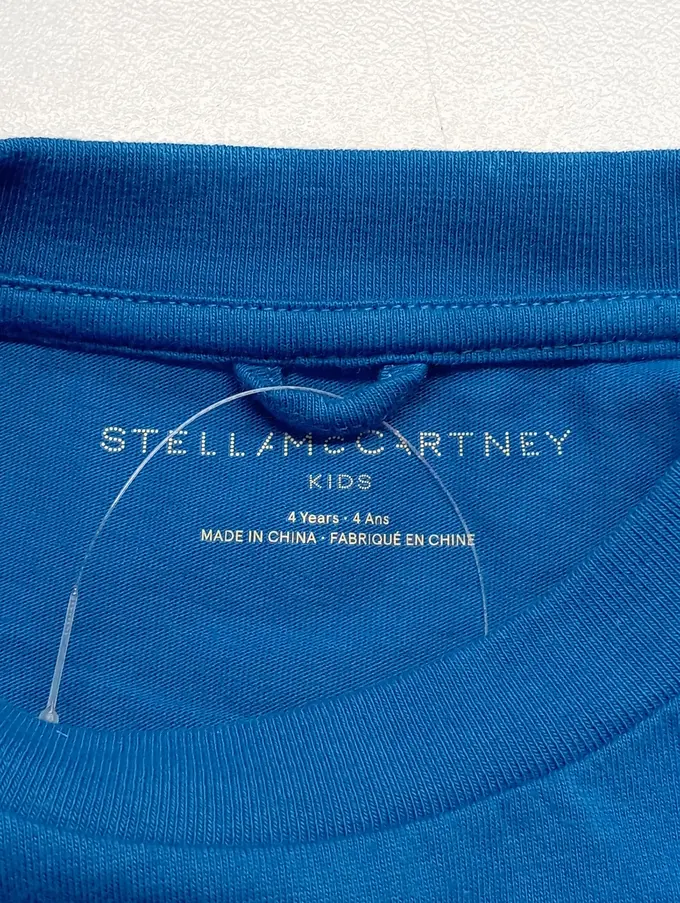 STELLAMcCARTNEY
KIDS
4 Years · 4 Ans
MADE IN CHINA · FABRIQUÉ EN CHINE